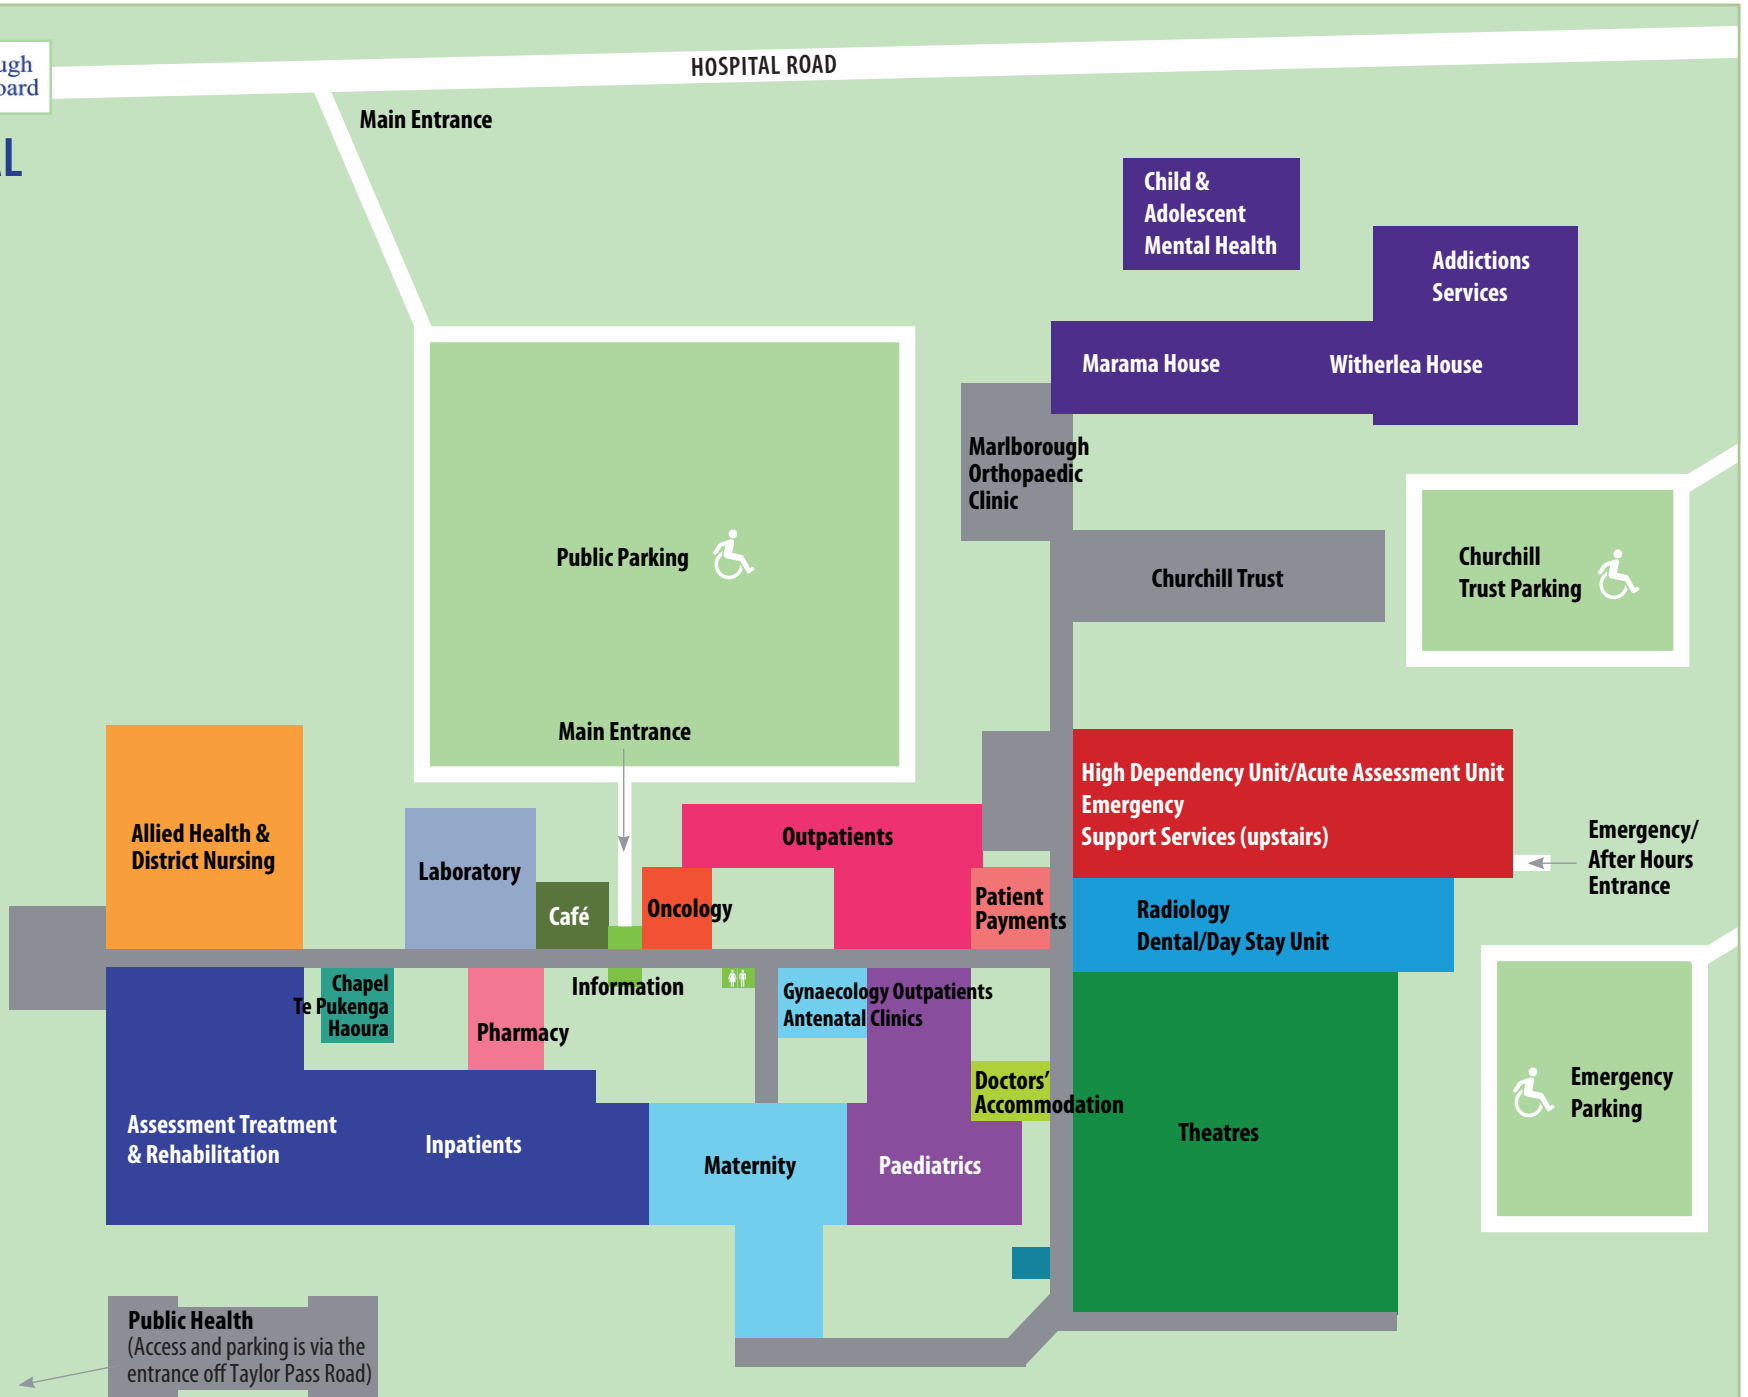 HOSPITAL ROAD
Main Entrance
Child &
Adolescent
Mental Health
Addictions
Services
Marama House
Witherlea House
Marlborough
Orthopaedic
Clinic
Public Parking
Churchill Trust
Churchill
Trust Parking
Main Entrance
High Dependency Unit/Acute Assessment Unit
Emergency
Support Services (upstairs)
Emergency/
After Hours
Entrance
Allied Health &
District Nursing
Laboratory
Café
Oncology
Outpatients
Patient
Payments
Radiology
Dental/Day Stay Unit
Chapel
Te Pukenga
Haoura
Pharmacy
Information
Gynaecology Outpatients
Antenatal Clinics
Doctors’
Accommodation
Emergency
Parking
Assessment Treatment
& Rehabilitation
Inpatients
Maternity
Paediatrics
Theatres
Public Health
(Access and parking is via the
entrance off Taylor Pass Road)